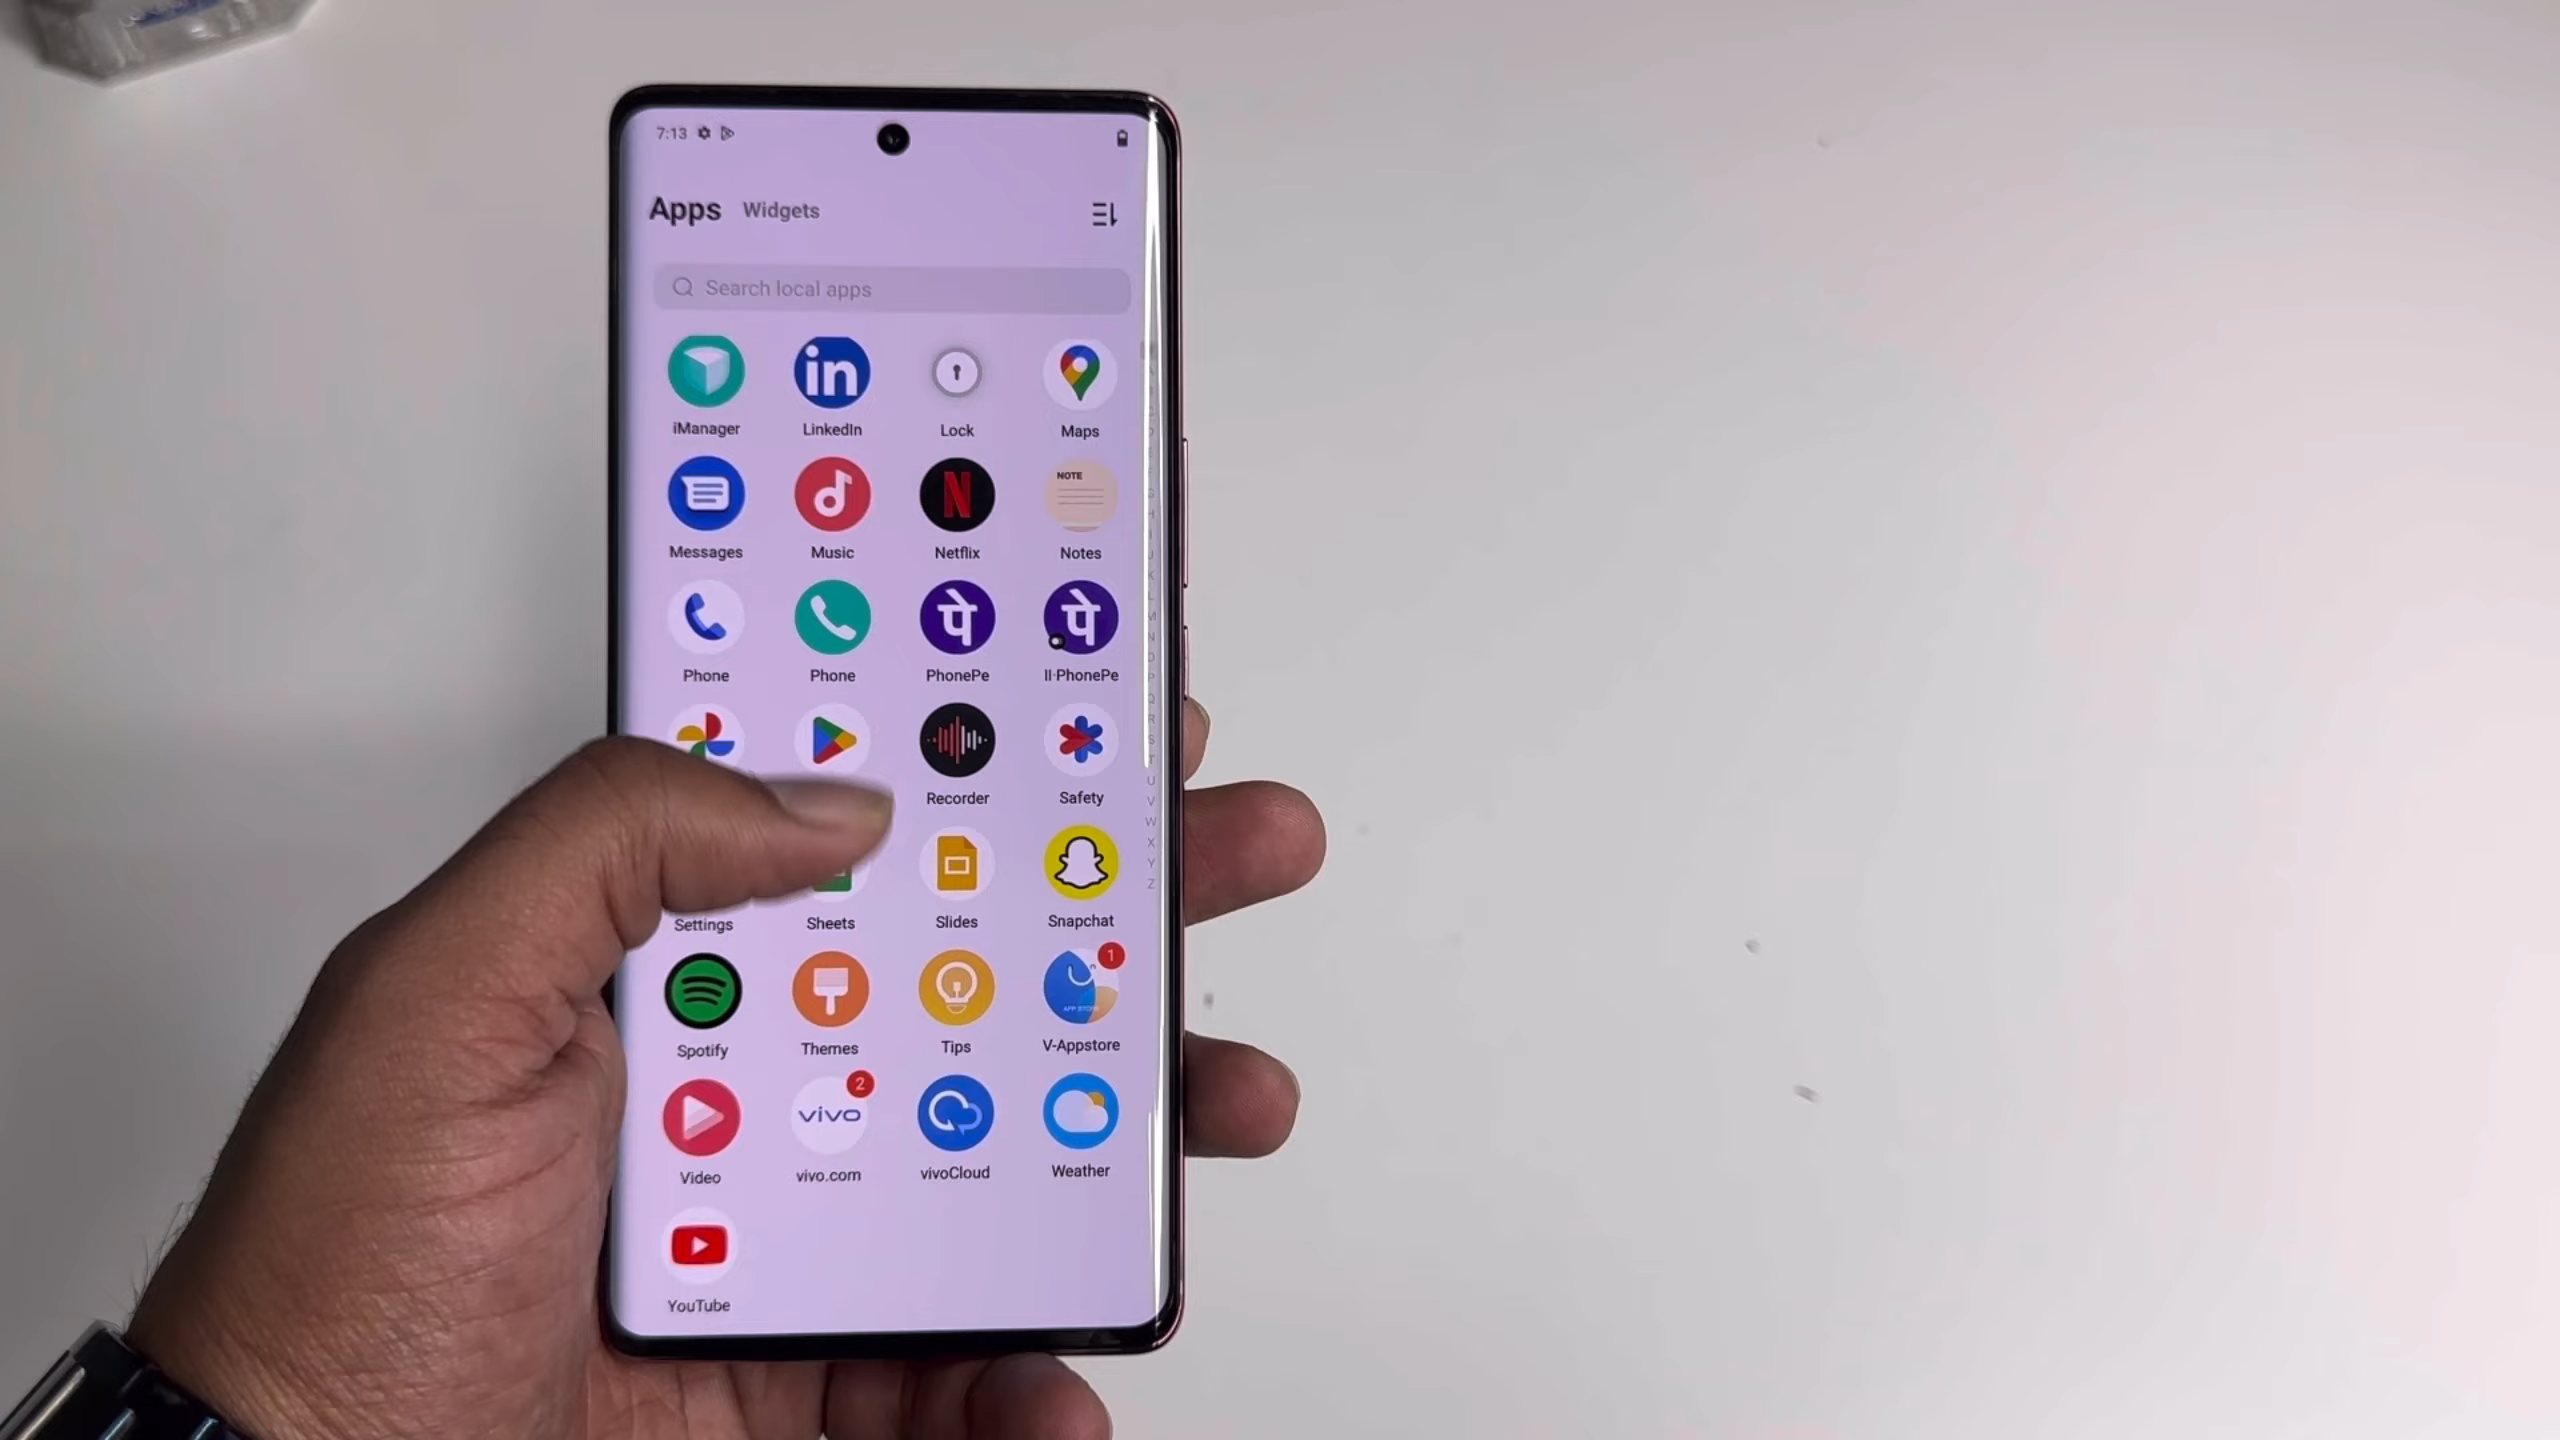 7:13
Apps Widgets
Search local apps
iManager LinkedIn Lock Maps
NOTE
Messages Music Netflix Notes
पे पे
Phone Phone PhonePe II·PhonePe
Recorder Safety
Settings Sheets Slides Snapchat
1
APP STORE
Spotify Themes Tips V-Appstore
2
vivo
Video vivo.com vivoCloud Weather
YouTube